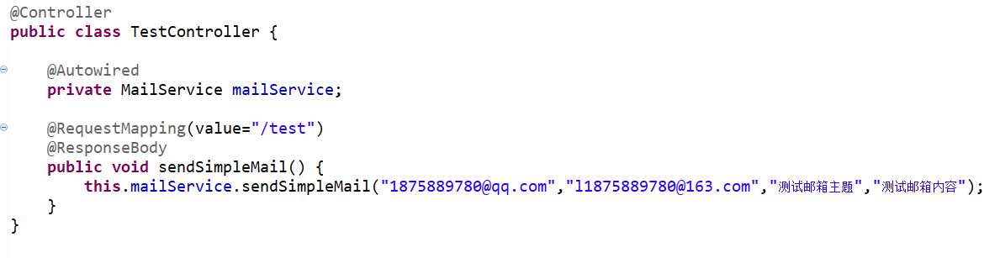 @Controller
public class TestController {
@Autowired
private MailService mailService;
@RequestMapping(value="/test")
@ResponseBody
public void sendSimpleMail() {
this.mailService.sendSimpleMail("1875889780@qq.com","l1875889780@163.com","测试邮箱主题","测试邮箱内容");
}
}